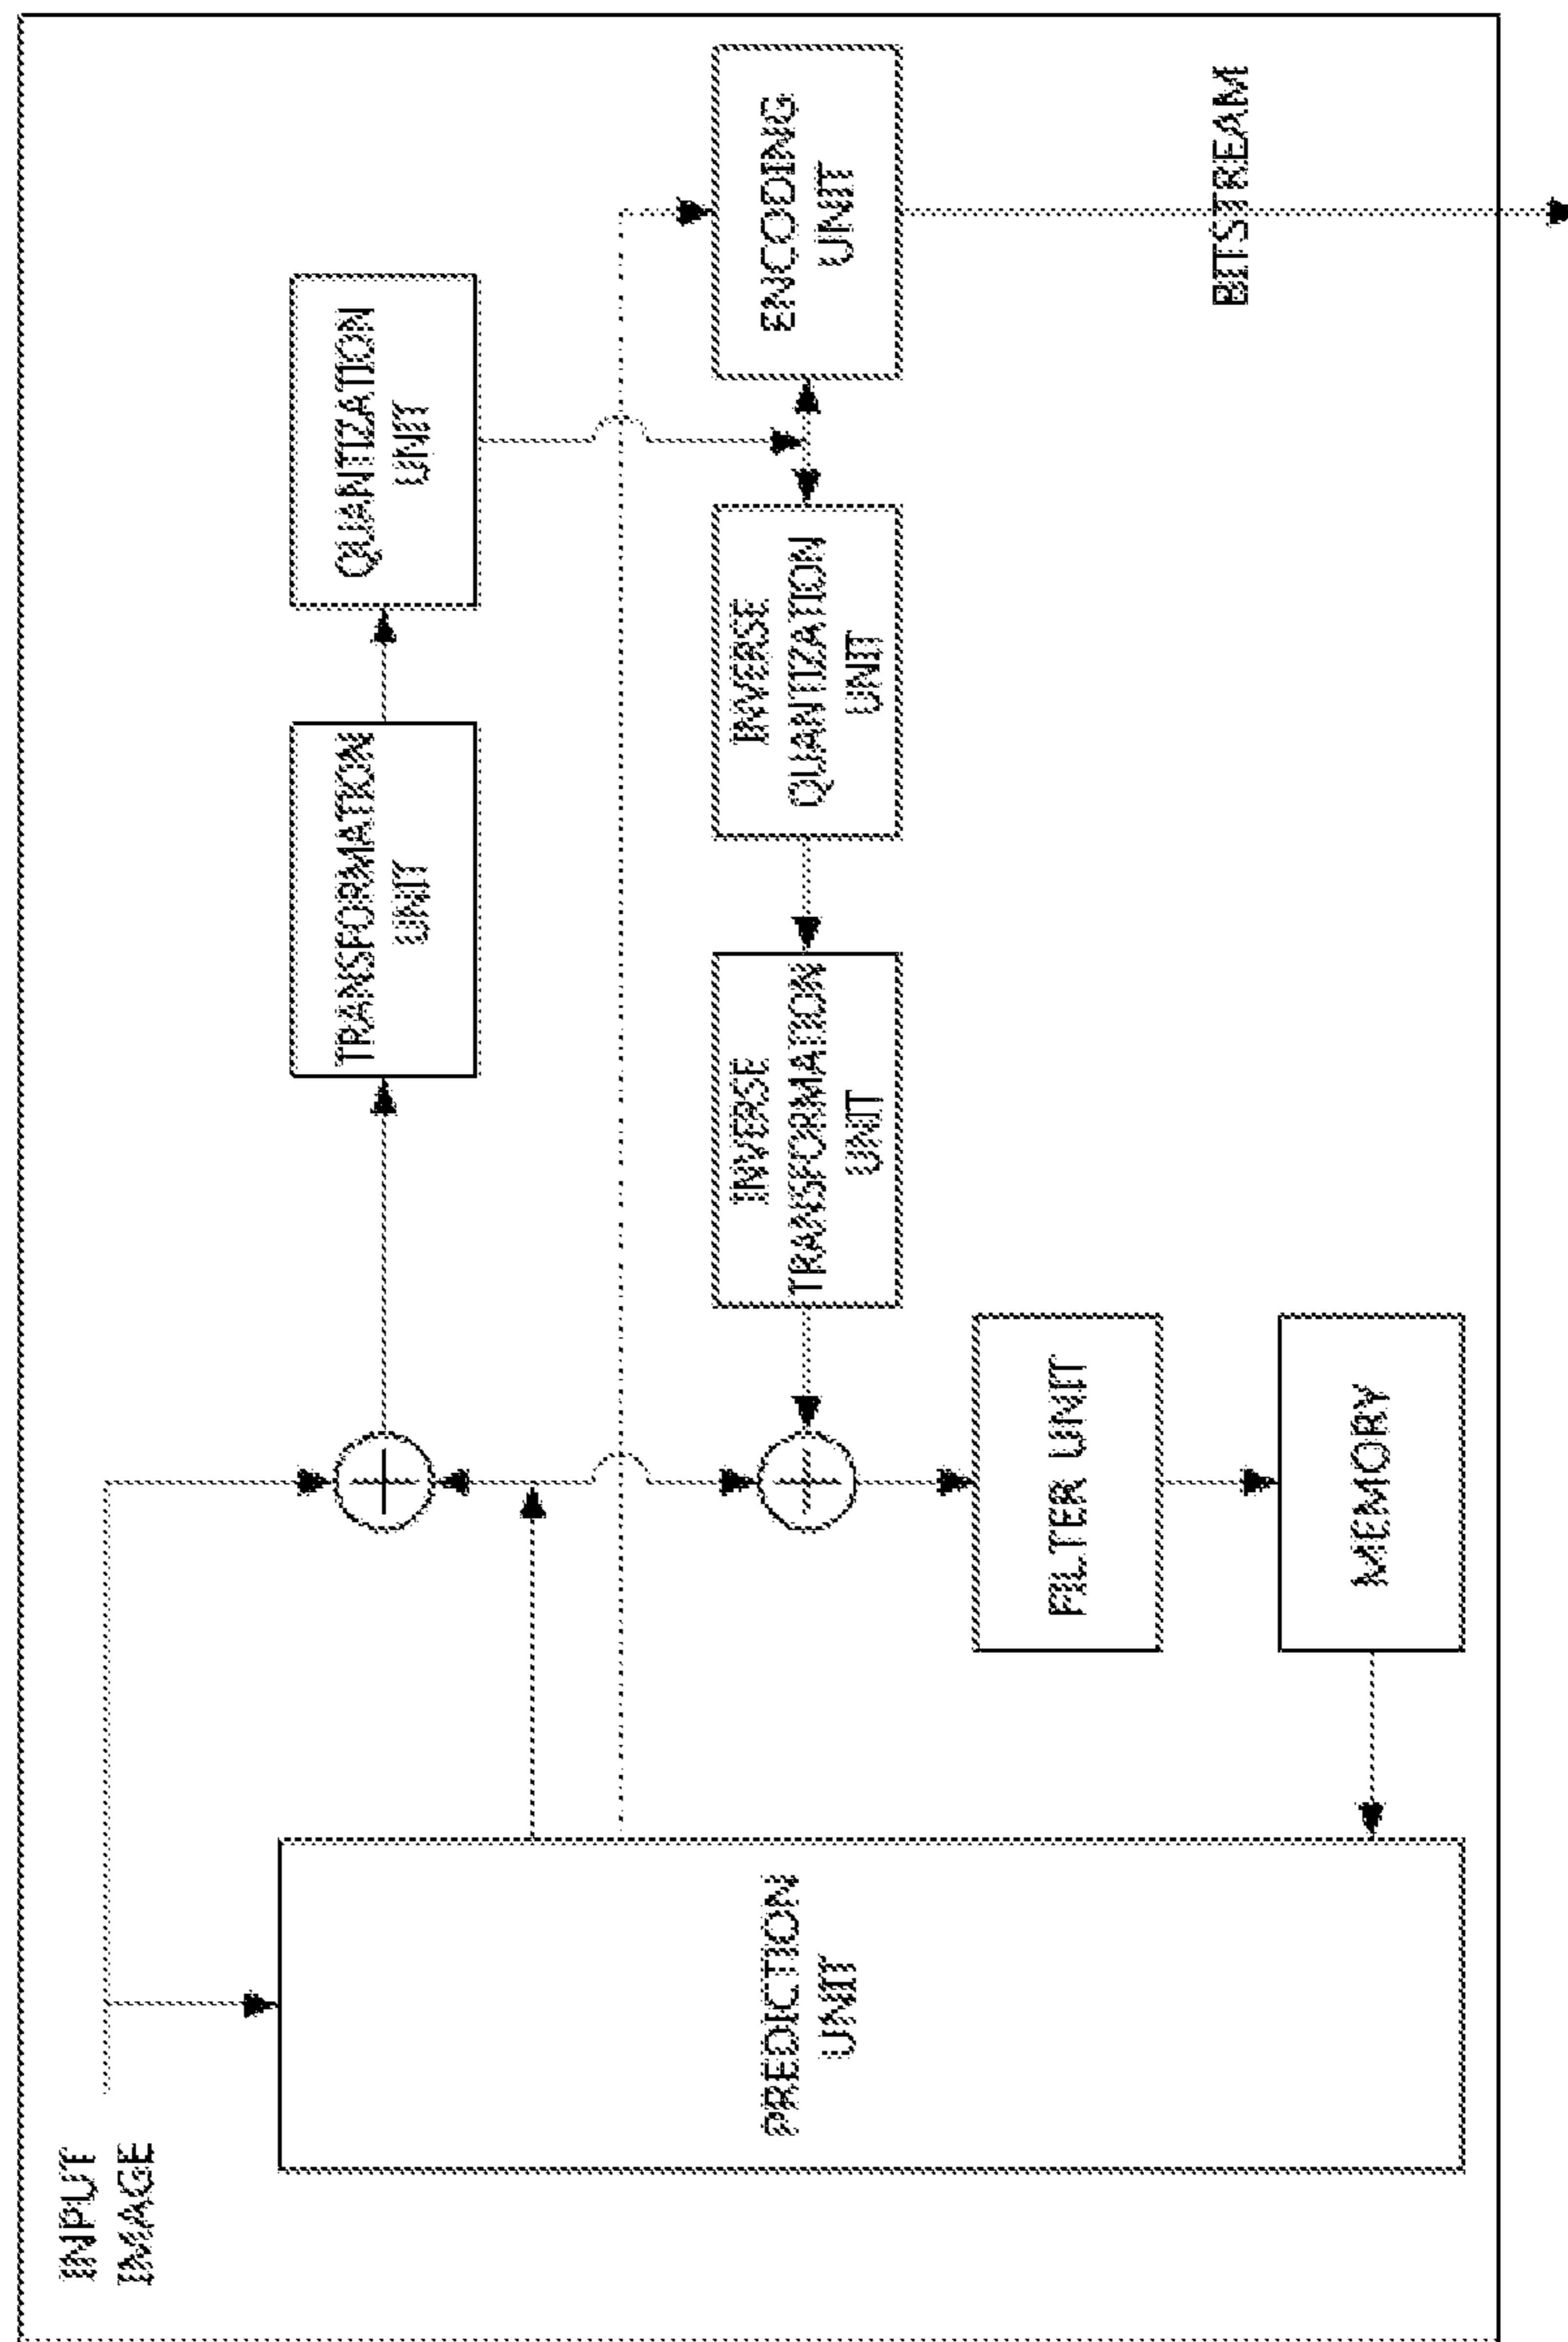 INPUT
IMAGE
TRANSFORMATION
UNIT
QUANTIZATION
UNIT
PREDICTION
UNIT
INVERSE
TRANSFORMATION
UNIT
INVERSE
QUANTIZATION
UNIT
ENCODING
UNIT
FILTER UNIT
MEMORY
BITSTREAM